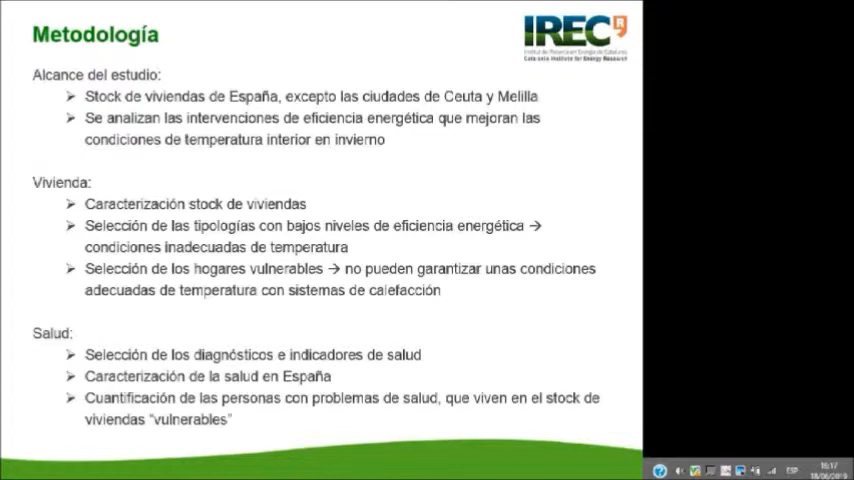 Metodología
IREC
Institut de Recerca en Energia de Catalunya
Catalonia Institute for Energy Research
Alcance del estudio:
➤ Stock de viviendas de España, excepto las ciudades de Ceuta y Melilla
➤ Se analizan las intervenciones de eficiencia energética que mejoran las
condiciones de temperatura interior en invierno
Vivienda:
➤ Caracterización stock de viviendas
➤ Selección de las tipologías con bajos niveles de eficiencia energética →
condiciones inadecuadas de temperatura
➤ Selección de los hogares vulnerables → no pueden garantizar unas condiciones
adecuadas de temperatura con sistemas de calefacción
Salud:
➤ Selección de los diagnósticos e indicadores de salud
➤ Caracterización de la salud en España
➤ Cuantificación de las personas con problemas de salud, que viven en el stock de
viviendas “vulnerables”
ESP
16:17
18/06/2019